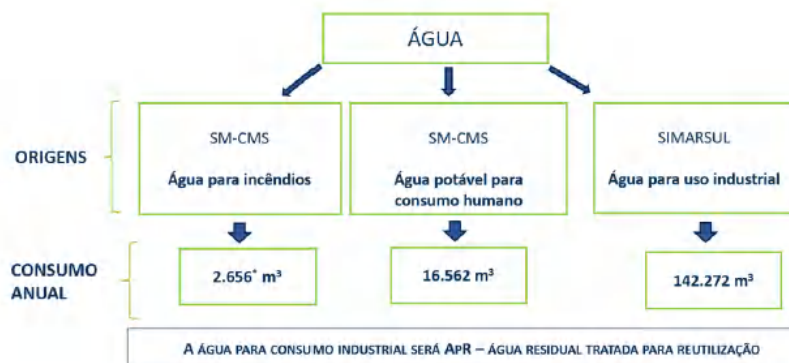 ÁGUA
ORIGENS
SM-CMS
Água para incêndios
SM-CMS
Água potável para
consumo humano
SIMARSUL
Água para uso industrial
CONSUMO
ANUAL
2.656* m³
16.562 m³
142.272 m³
A ÁGUA PARA CONSUMO INDUSTRIAL SERÁ APR – ÁGUA RESIDUAL TRATADA PARA REUTILIZAÇÃO